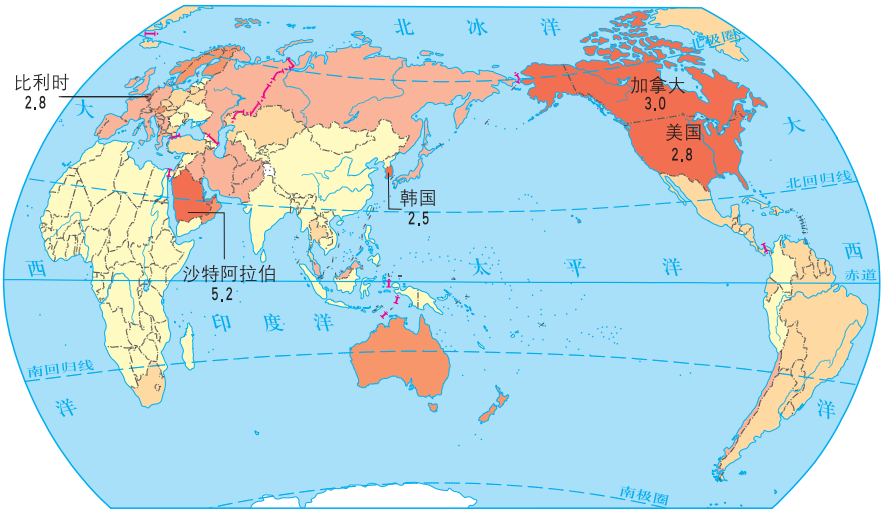 北 冰 洋
北极圈
比利时
2.8
大
加拿大
3.0
美国
2.8
大
北回归线
韩国
2.5
沙特阿拉伯
5.2
西
太 平 洋
西
赤道
印 度 洋
南回归线
洋
洋
南极圈